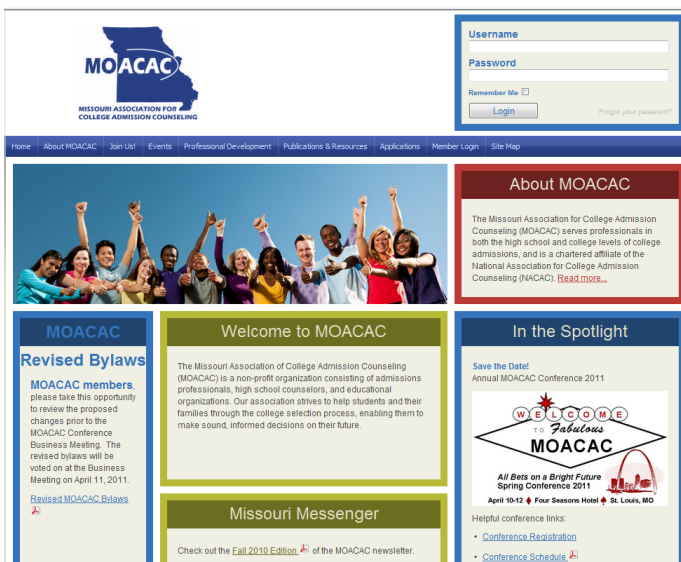 MOACAC
MISSOURI ASSOCIATION FOR
COLLEGE ADMISSION COUNSELING
Username
Password
Remember Me
Login
Forgot your password?
Home About MOACAC Join Us! Events Professional Development Publications & Resources Applications Member Login Site Map
About MOACAC
The Missouri Association for College Admission
Counseling (MOACAC) serves professionals in
both the high school and college levels of college
admissions, and is a chartered affiliate of the
National Association for College Admission
Counseling (NACAC). Read more...
MOACAC
Revised Bylaws
MOACAC members,
please take this opportunity
to review the proposed
changes prior to the
MOACAC Conference
Business Meeting. The
revised bylaws will be
voted on at the Business
Meeting on April 11, 2011.
Revised MOACAC Bylaws
Welcome to MOACAC
The Missouri Association of College Admission Counseling
(MOACAC) is a non-profit organization consisting of admissions
professionals, high school counselors, and educational
organizations. Our association strives to help students and their
families through the college selection process, enabling them to
make sound, informed decisions on their future.
Missouri Messenger
Check out the Fall 2010 Edition of the MOACAC newsletter.
In the Spotlight
Save the Date!
Annual MOACAC Conference 2011
WELCOME
TO Fabulous
MOACAC
All Bets on a Bright Future
Spring Conference 2011
April 10-12 ♦ Four Seasons Hotel ♠ St. Louis, MO
Helpful conference links:
• Conference Registration
• Conference Schedule